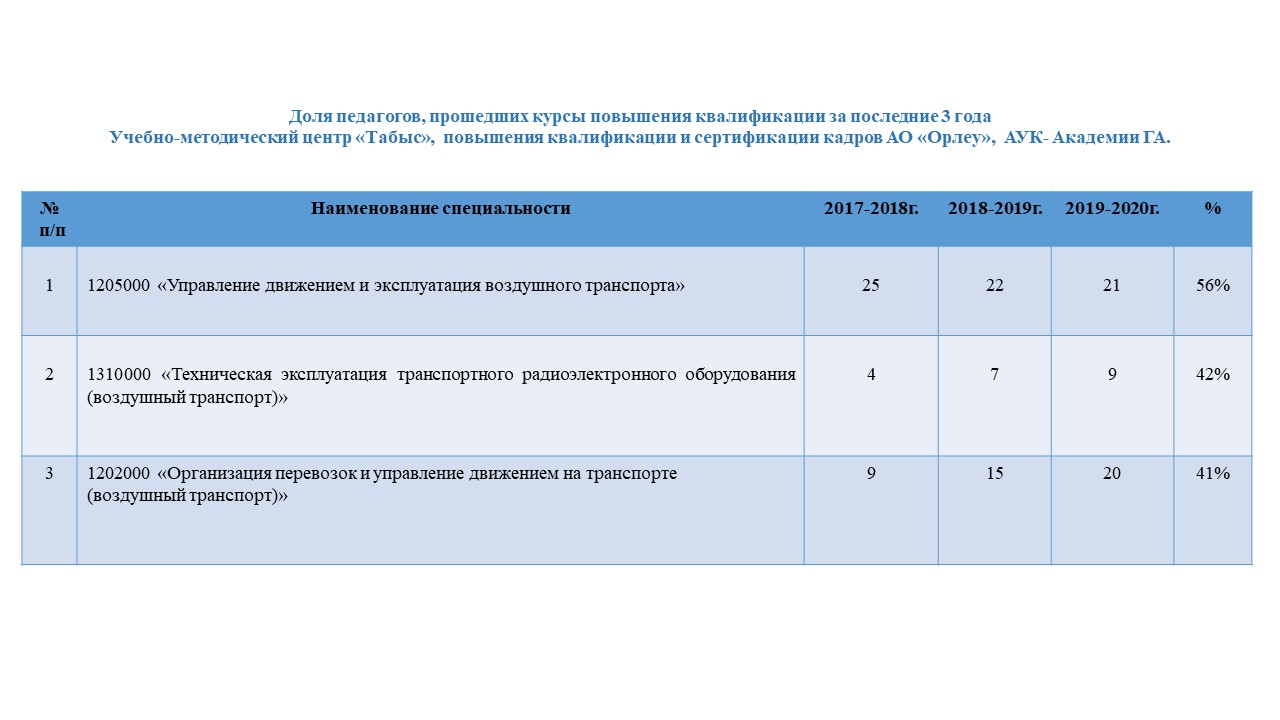 Доля педагогов, прошедших курсы повышения квалификации за последние 3 года
Учебно-методический центр «Табыс», повышения квалификации и сертификации кадров АО «Орлеу», АУК- Академии ГА.
№ п/п Наименование специальности 2017-2018г. 2018-2019г. 2019-2020г. %
1 1205000 «Управление движением и эксплуатация воздушного транспорта» 25 22 21 56%
2 1310000 «Техническая эксплуатация транспортного радиоэлектронного оборудования 4 7 9 42%
(воздушный транспорт)»
3 1202000 «Организация перевозок и управление движением на транспорте 9 15 20 41%
(воздушный транспорт)»